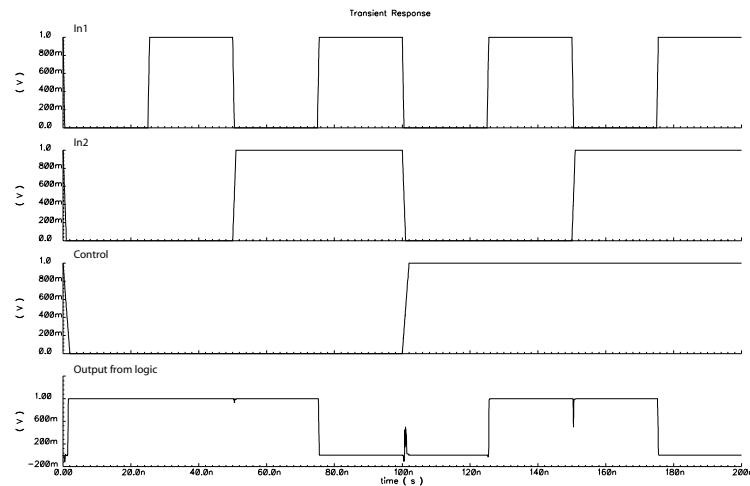 Transient Response
In1
1.0
800m
600m
400m
200m
0.0
( V )
In2
1.0
800m
600m
400m
200m
0.0
( V )
Control
1.0
800m
600m
400m
200m
0.0
( V )
Output from logic
1.00
600m
200m
-200m
( V )
0.00 20.0n 40.0n 60.0n 80.0n 100n 120n 140n 160n 180n 200n
time ( s )